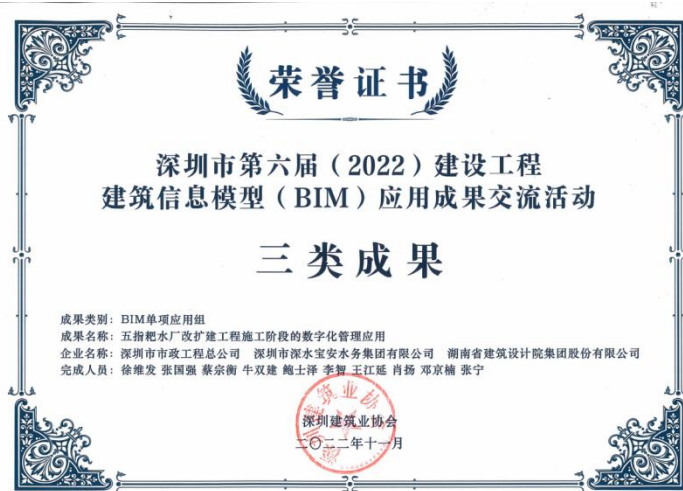 荣誉证书
深圳市第六届（2022）建设工程
建筑信息模型（BIM）应用成果交流活动
三类成果
成果类别：BIM单项应用组
成果名称：五指耙水厂改扩建工程施工阶段的数字化管理应用
企业名称：深圳市市政工程总公司 深圳市深水宝安水务集团有限公司 湖南省建筑设计院集团股份有限公司
完成人员：徐维发 张国强 蔡宗衡 牛双建 鲍士泽 李智 王江延 肖扬 邓京楠 张宁
深圳建筑业协会
二〇二二年十一月
深圳建筑业协会